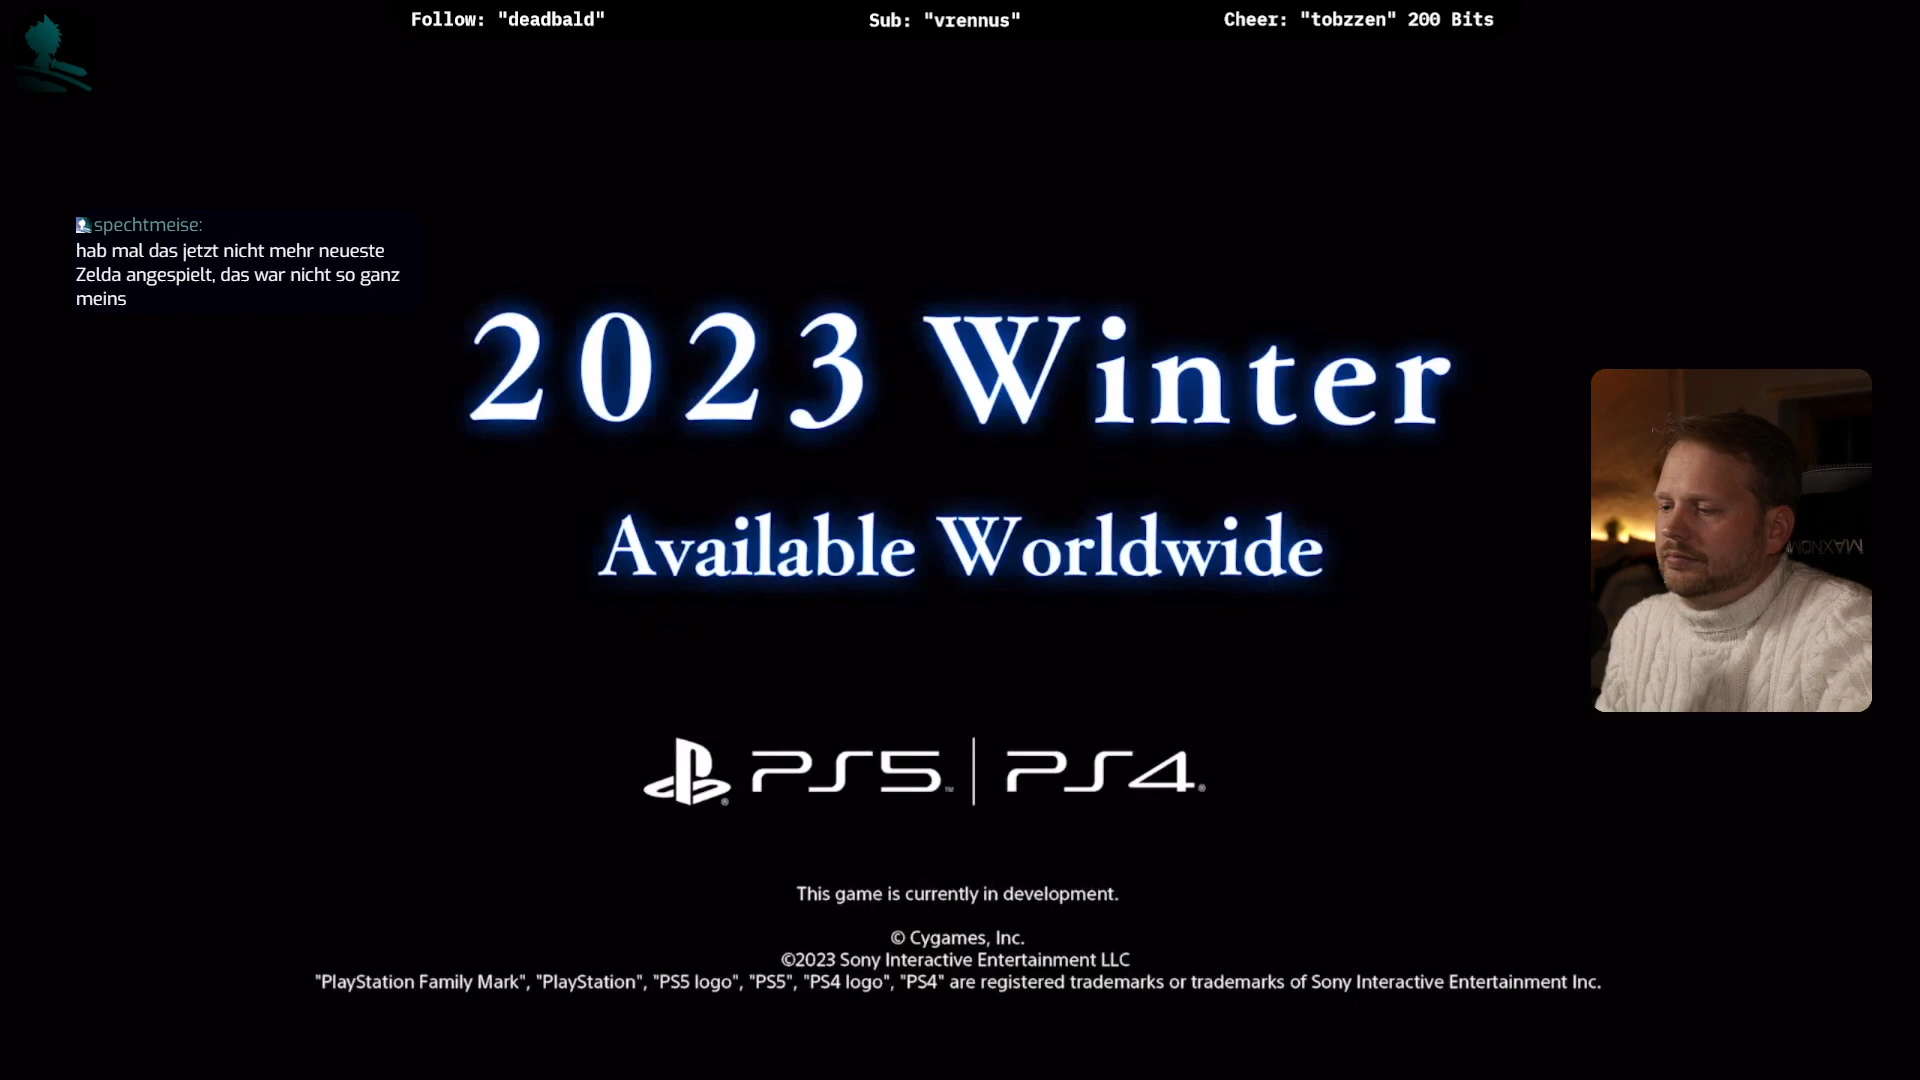 Follow: "deadbald"
Sub: "vrennus"
Cheer: "tobzzen" 200 Bits
spechtmeise:
hab mal das jetzt nicht mehr neueste
Zelda angespielt, das war nicht so ganz
meins
2023 Winter
Available Worldwide
MAXNOMIC
PS5™ | PS4®
This game is currently in development.
© Cygames, Inc.
©2023 Sony Interactive Entertainment LLC
"PlayStation Family Mark", "PlayStation", "PS5 logo", "PS5", "PS4 logo", "PS4" are registered trademarks or trademarks of Sony Interactive Entertainment Inc.